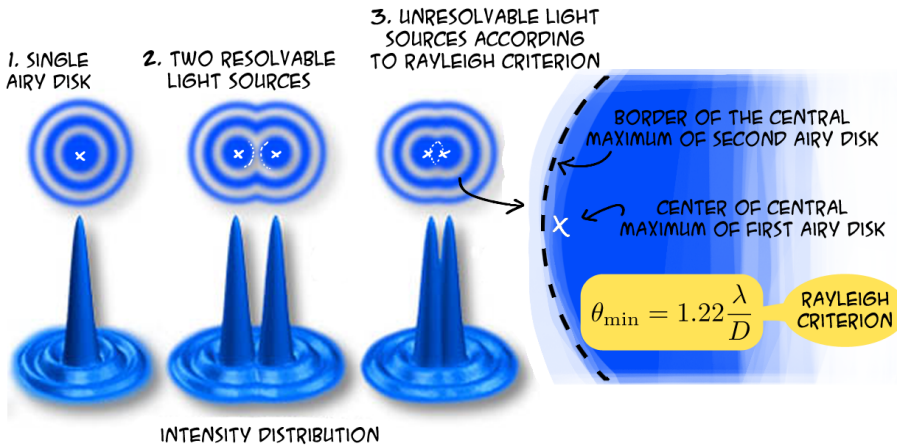 1. SINGLE
AIRY DISK
2. TWO RESOLVABLE
LIGHT SOURCES
3. UNRESOLVABLE LIGHT
SOURCES ACCORDING
TO RAYLEIGH CRITERION
BORDER OF THE CENTRAL
MAXIMUM OF SECOND AIRY DISK
CENTER OF CENTRAL
MAXIMUM OF FIRST AIRY DISK
θmin = 1.22 λ/D
RAYLEIGH
CRITERION
INTENSITY DISTRIBUTION